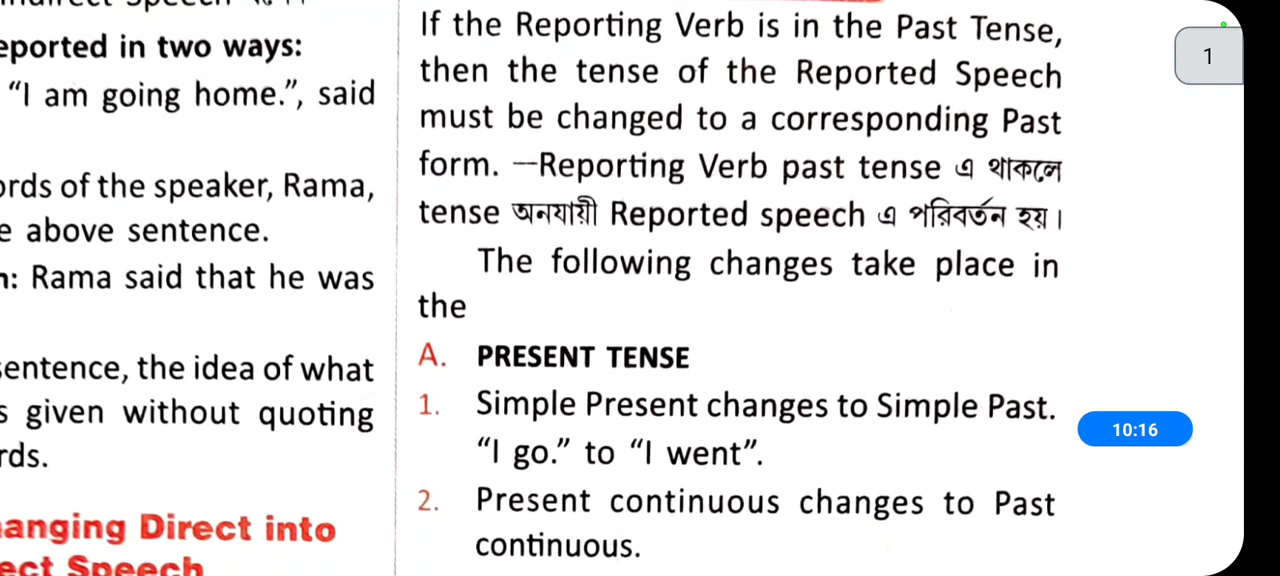 eported in two ways:
“I am going home.”, said
ords of the speaker, Rama,
e above sentence.
n: Rama said that he was
sentence, the idea of what
s given without quoting
rds.
anging Direct into
ect Speech
If the Reporting Verb is in the Past Tense,
then the tense of the Reported Speech
must be changed to a corresponding Past
form. —Reporting Verb past tense এ থাকলে
tense অনযায়ী Reported speech এ পরিবর্তন হয়।
The following changes take place in
the
A. PRESENT TENSE
1. Simple Present changes to Simple Past.
“I go.” to “I went”.
2. Present continuous changes to Past
continuous.
1
10:16